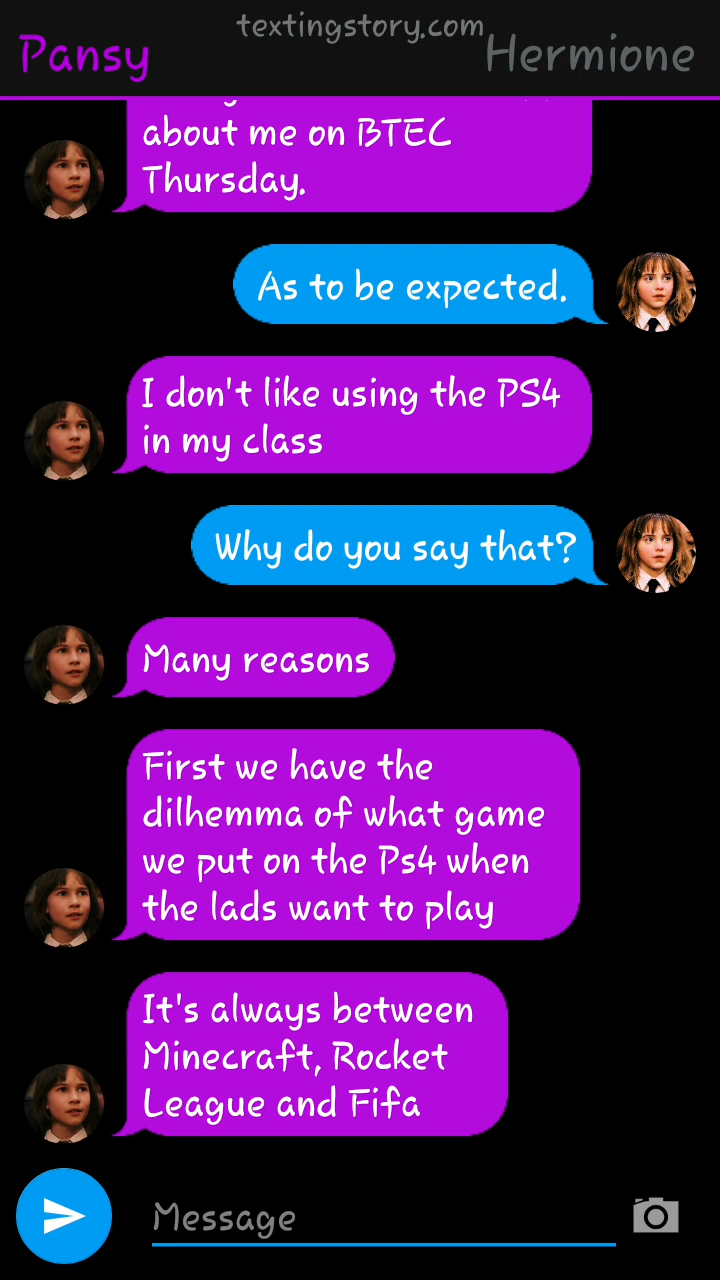 textingstory.com
Pansy
Hermione
about me on BTEC
Thursday.
As to be expected.
I don't like using the PS4
in my class
Why do you say that?
Many reasons
First we have the
dilhemma of what game
we put on the Ps4 when
the lads want to play
It's always between
Minecraft, Rocket
League and Fifa
Message